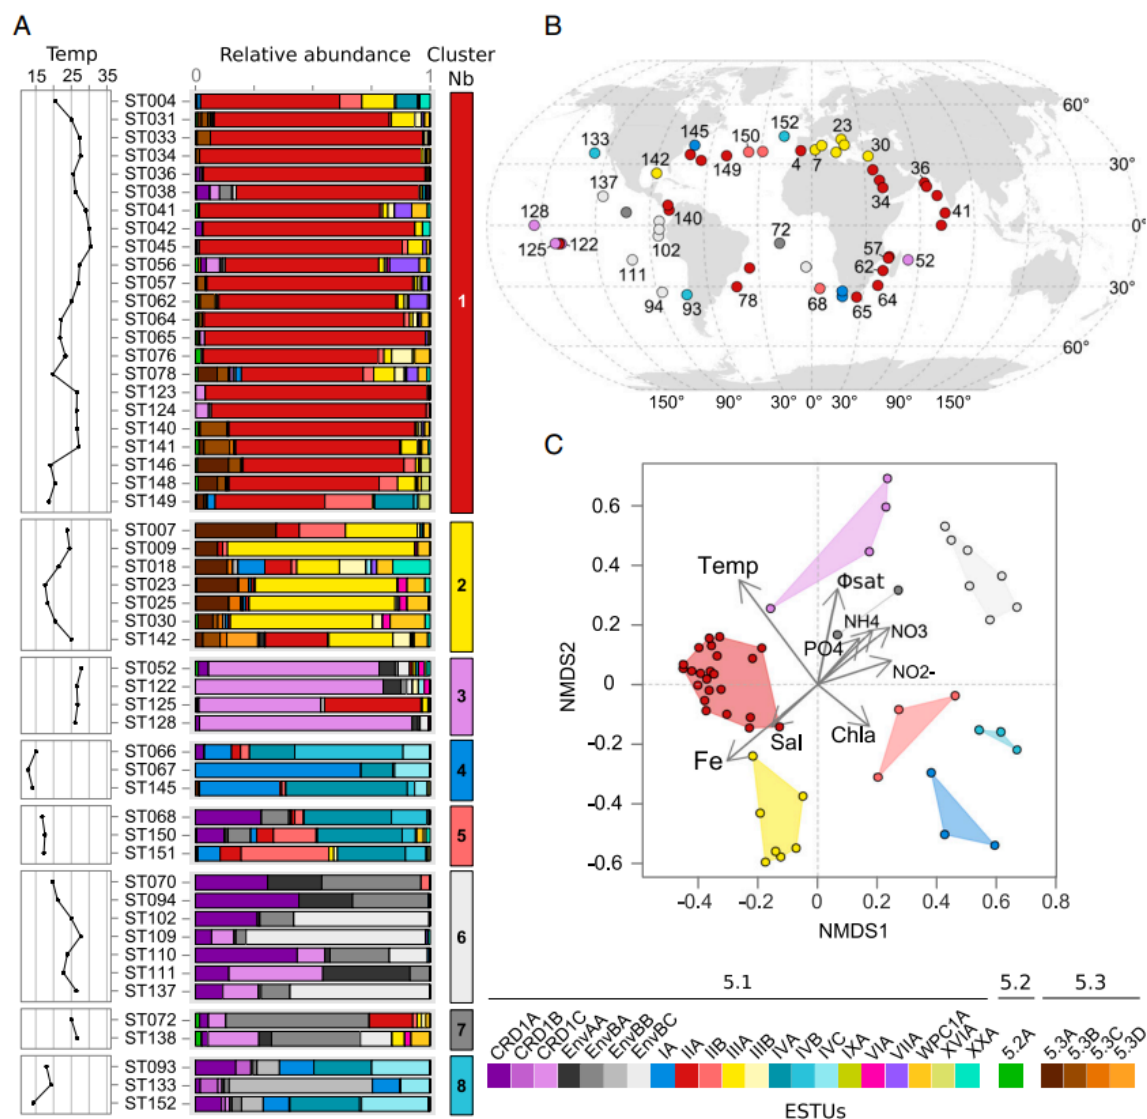 A
Temp
15 25 35
Relative abundance
0 1
Cluster
Nb
ST004
ST031
ST033
ST034
ST036
ST038
ST041
ST042
ST045
ST056
ST057
ST062
ST064
ST065
ST076
ST078
ST123
ST124
ST140
ST141
ST146
ST148
ST149
1
ST007
ST009
ST018
ST023
ST025
ST030
ST142
2
ST052
ST122
ST125
ST128
3
ST066
ST067
ST145
4
ST068
ST150
ST151
5
ST070
ST094
ST102
ST109
ST110
ST111
ST137
6
ST072
ST138
7
ST093
ST133
ST152
8
B
60°
133 145 150 152 23
142 149 4 7 30
30°
137 36
34
128 140 41
0°
125 122 102 72 57
111 62 52
30°
94 93 78 68 65 64
60°
150° 90° 30° 0° 30° 90° 150°
C
NMDS2
0.6
0.4
0.2
0
-0.2
-0.4
-0.6
Temp
Φsat
NH4
NO3
PO4
NO2-
Sal
Chla
Fe
-0.4 -0.2 0 0.2 0.4 0.6 0.8
NMDS1
5.1 5.2 5.3
CRD1A
CRD1B
CRD1C
EnvAA
EnvBA
EnvBB
EnvBC
IA
IIA
IIB
IIIA
IIIB
IVA
IVB
IVC
IXA
VIA
VIIA
WPC1A
XVIA
XXA
5.2A
5.3A
5.3B
5.3C
5.3D
ESTUs